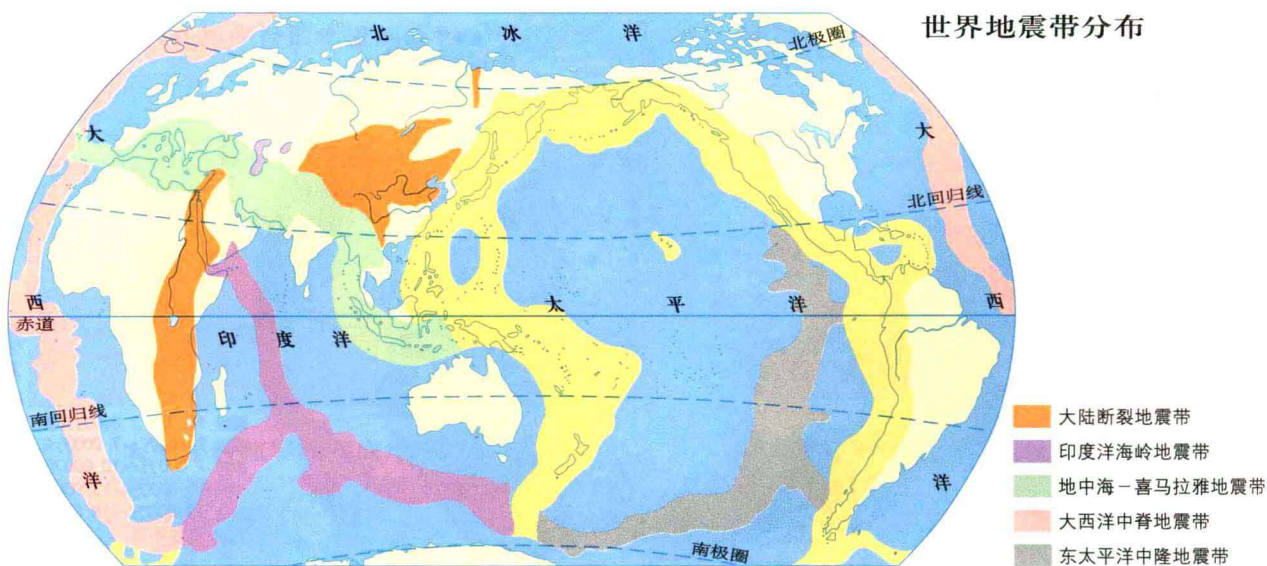 世界地震带分布
北冰洋
北极圈
大
大
北回归线
西
太平洋
西
赤道
印度洋
南回归线
洋
洋
南极圈
大陆断裂地震带
印度洋海岭地震带
地中海－喜马拉雅地震带
大西洋中脊地震带
东太平洋中隆地震带